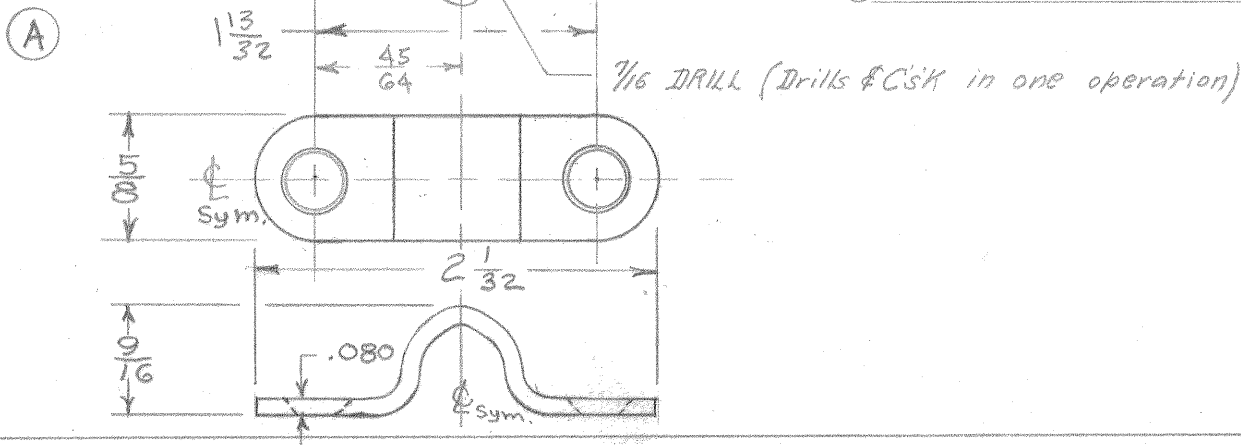 A
1 13/32
45/64
7/16 DRILL (Drills & C'sK in one operation)
5/8
℄
Sym.
2 1/32
9/16
.080
℄ Sym.